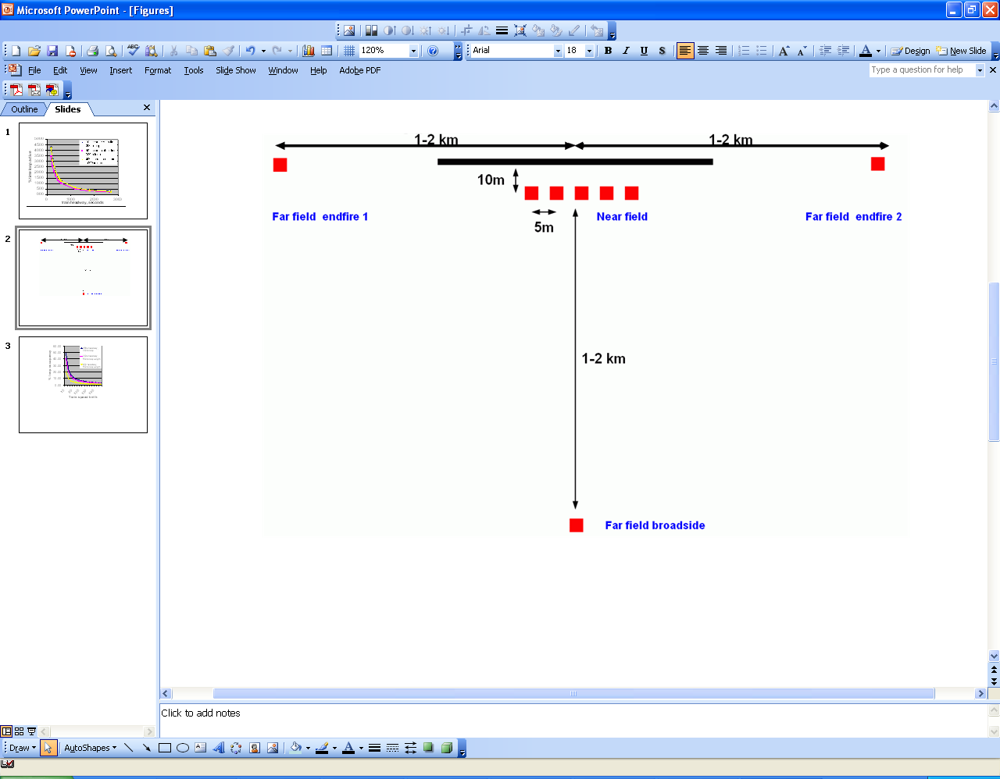 Microsoft PowerPoint - [Figures]
120%
Arial
18
B I U S
A A
A
Design
New Slide
File Edit View Insert Format Tools Slide Show Window Help Adobe PDF
Type a question for help
Outline
Slides
1
2
3
1-2 km
1-2 km
10m
Far field endfire 1
Near field
Far field endfire 2
5m
1-2 km
Far field broadside
Click to add notes
Draw
AutoShapes